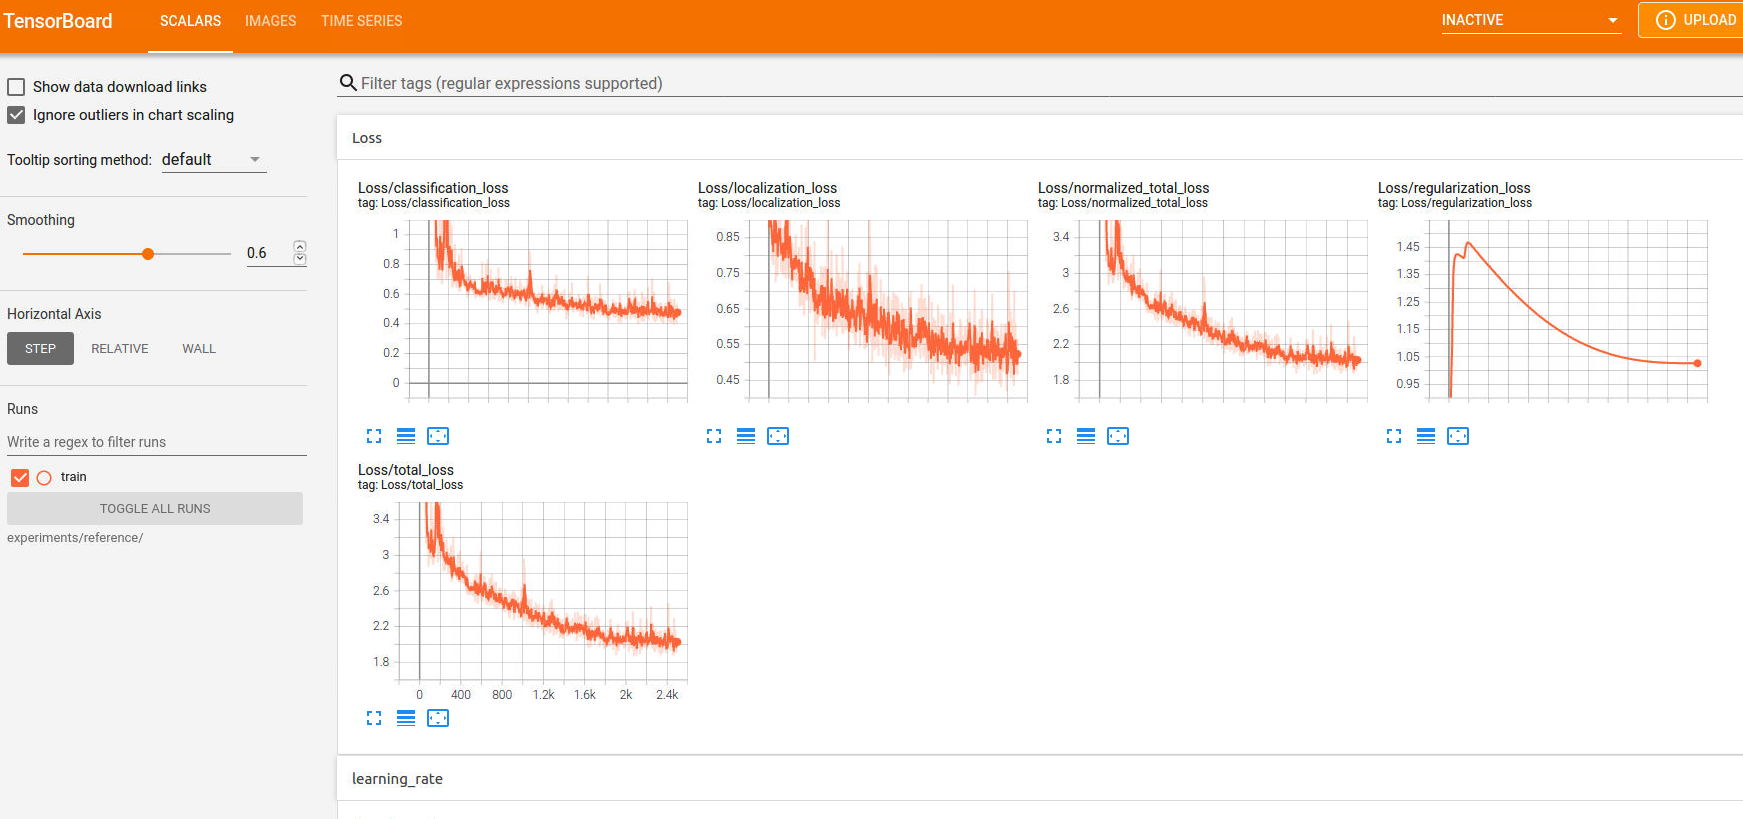 TensorBoard SCALARS IMAGES TIME SERIES INACTIVE UPLOAD
Show data download links
Ignore outliers in chart scaling
Tooltip sorting method: default
Smoothing
0.6
Horizontal Axis
STEP RELATIVE WALL
Runs
Write a regex to filter runs
train
TOGGLE ALL RUNS
experiments/reference/
Filter tags (regular expressions supported)
Loss
Loss/classification_loss
tag: Loss/classification_loss
1
0.8
0.6
0.4
0.2
0
Loss/localization_loss
tag: Loss/localization_loss
0.85
0.75
0.65
0.55
0.45
Loss/normalized_total_loss
tag: Loss/normalized_total_loss
3.4
3
2.6
2.2
1.8
Loss/regularization_loss
tag: Loss/regularization_loss
1.45
1.35
1.25
1.15
1.05
0.95
Loss/total_loss
tag: Loss/total_loss
3.4
3
2.6
2.2
1.8
0 400 800 1.2k 1.6k 2k 2.4k
learning_rate